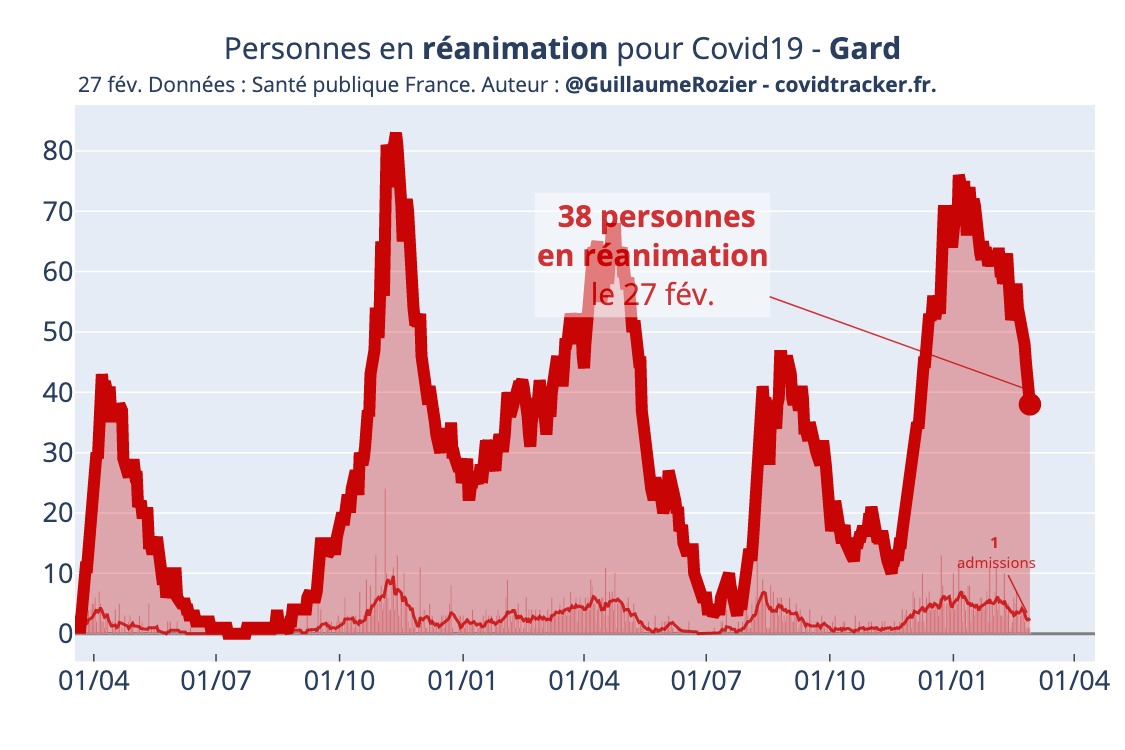 Personnes en réanimation pour Covid19 - Gard
27 fév. Données : Santé publique France. Auteur : @GuillaumeRozier - covidtracker.fr.
80
70
60
50
40
30
20
10
0
38 personnes
en réanimation
le 27 fév.
1
admissions
01/04 01/07 01/10 01/01 01/04 01/07 01/10 01/01 01/04